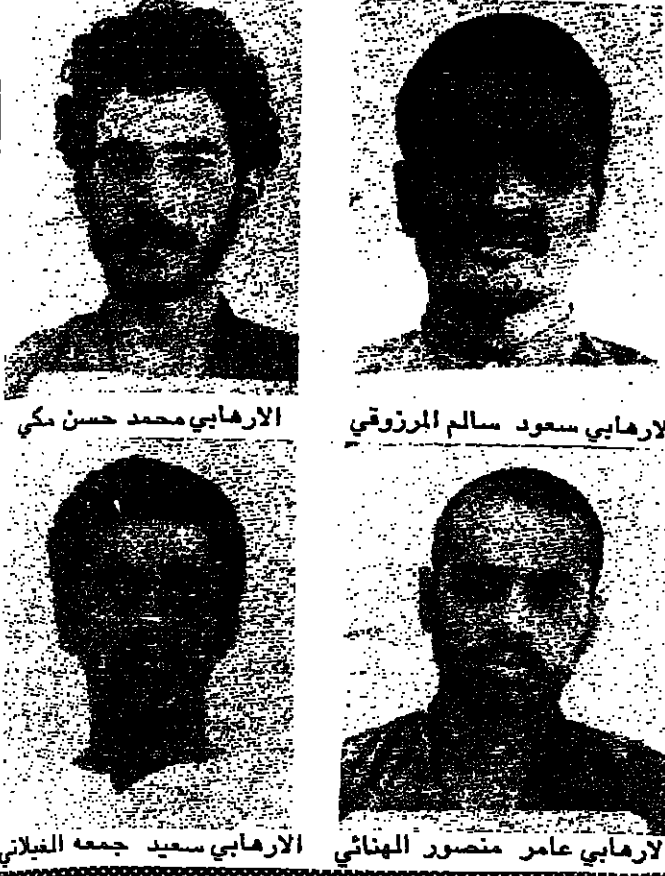 لارهابي سعود سالم المرزوقي
الارهابي محمد حسن مكي
لارهابي عامر منصور الهنائي
الارهابي سعيد جمعه الغيلاني